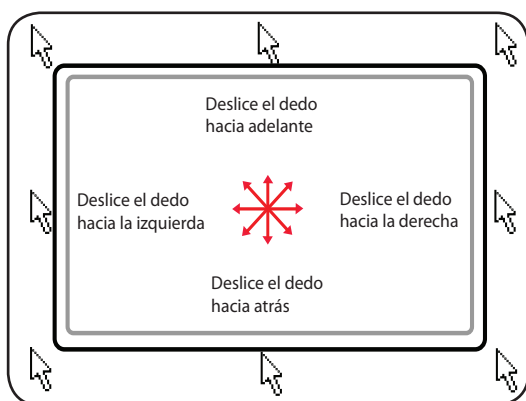 Deslice el dedo
hacia adelante
Deslice el dedo
hacia la izquierda
Deslice el dedo
hacia la derecha
Deslice el dedo
hacia atrás